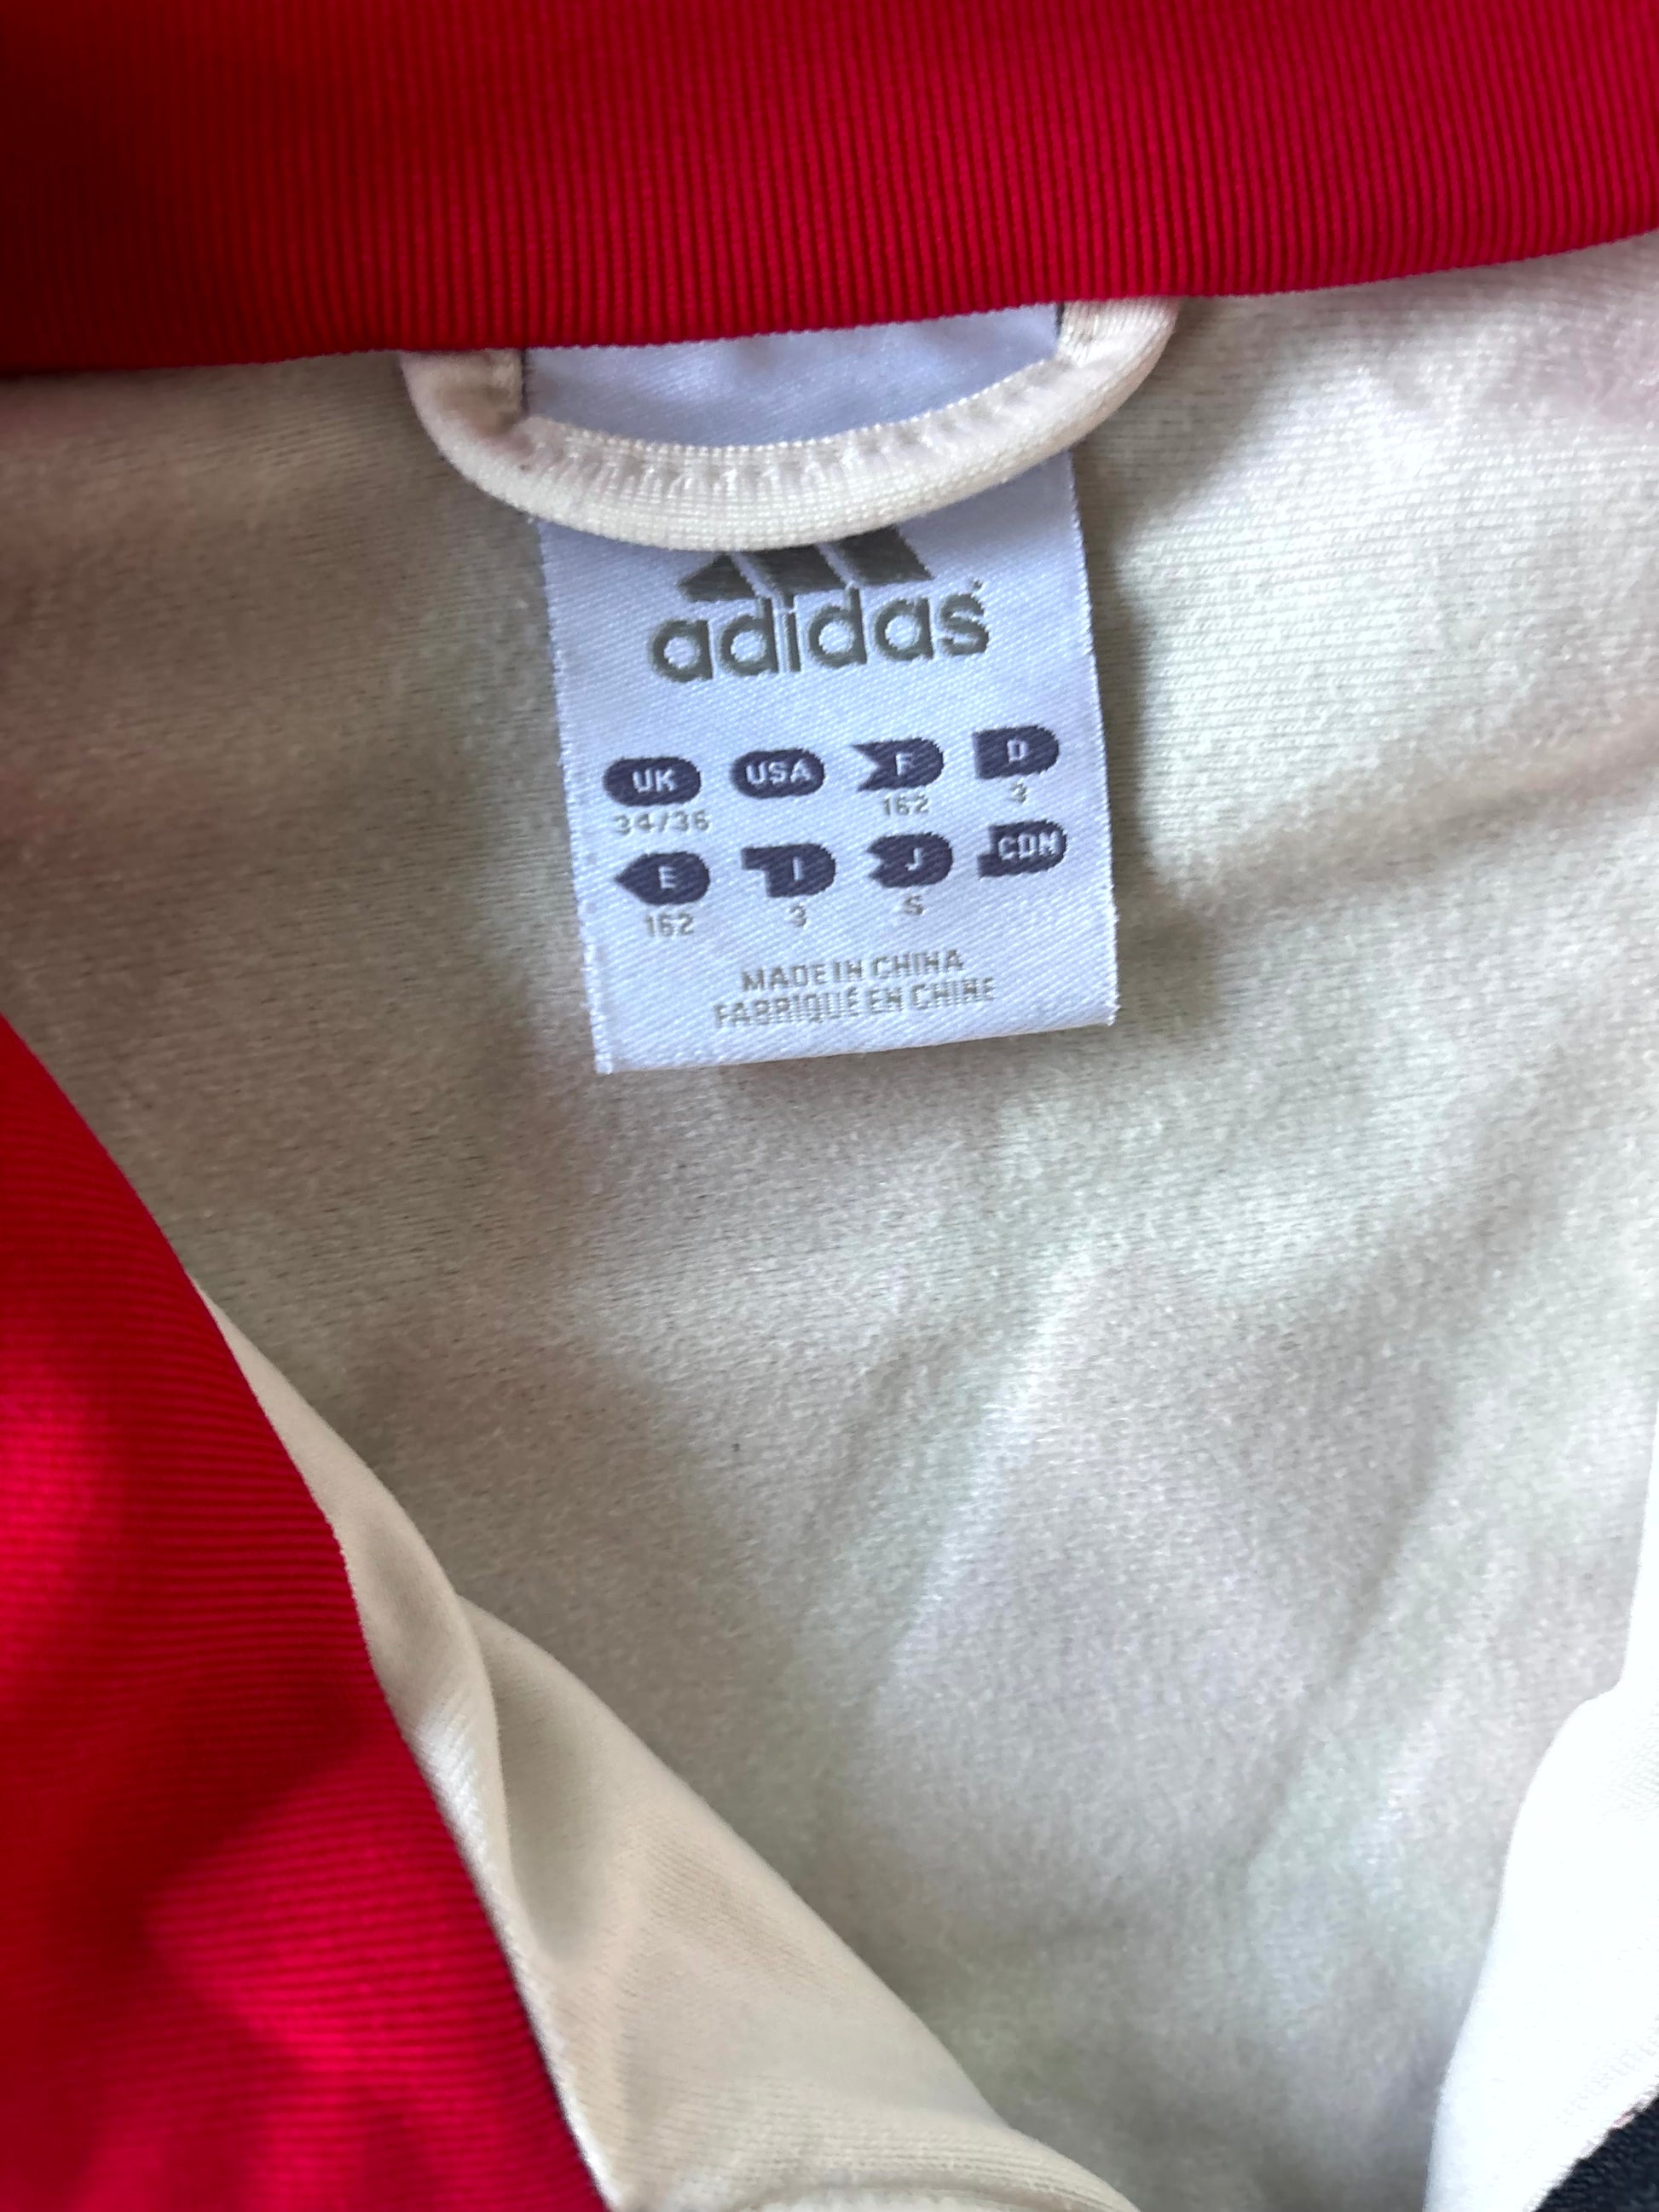 adidas
UK USA F D
34/36 162 3
E I J CDN
162 3 S
MADE IN CHINA
FABRIQUÉ EN CHINE